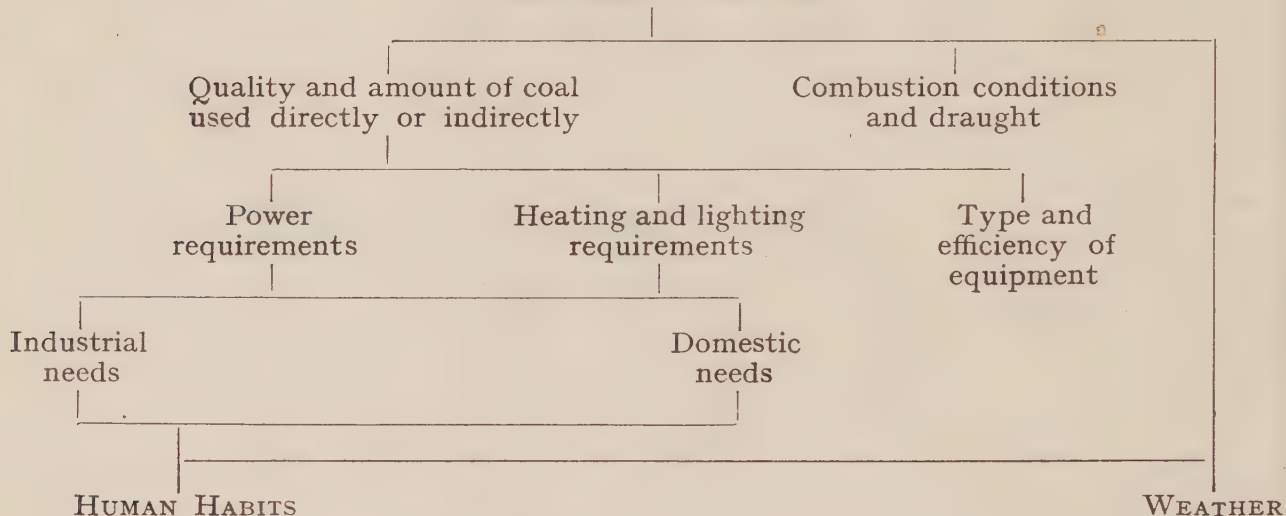 Quality and amount of coal
used directly or indirectly
Combustion conditions
and draught
Power
requirements
Heating and lighting
requirements
Type and
efficiency of
equipment
Industrial
needs
Domestic
needs
HUMAN HABITS
WEATHER